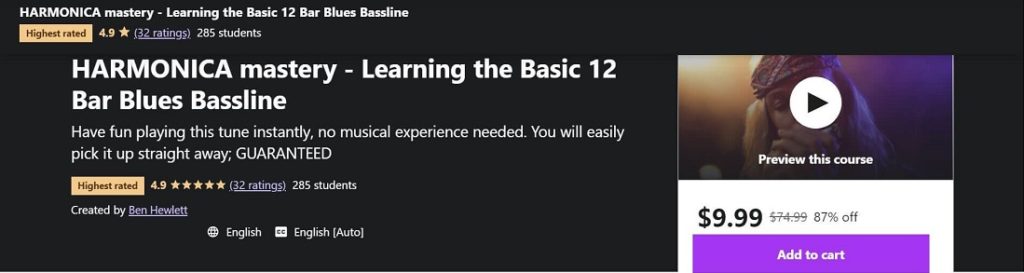 HARMONICA mastery - Learning the Basic 12 Bar Blues Bassline
Highest rated 4.9 (32 ratings) 285 students
HARMONICA mastery - Learning the Basic 12
Bar Blues Bassline
Have fun playing this tune instantly, no musical experience needed. You will easily
pick it up straight away; GUARANTEED
Highest rated 4.9 (32 ratings) 285 students
Created by Ben Hewlett
English CC English [Auto]
Preview this course
$9.99 $74.99 87% off
Add to cart